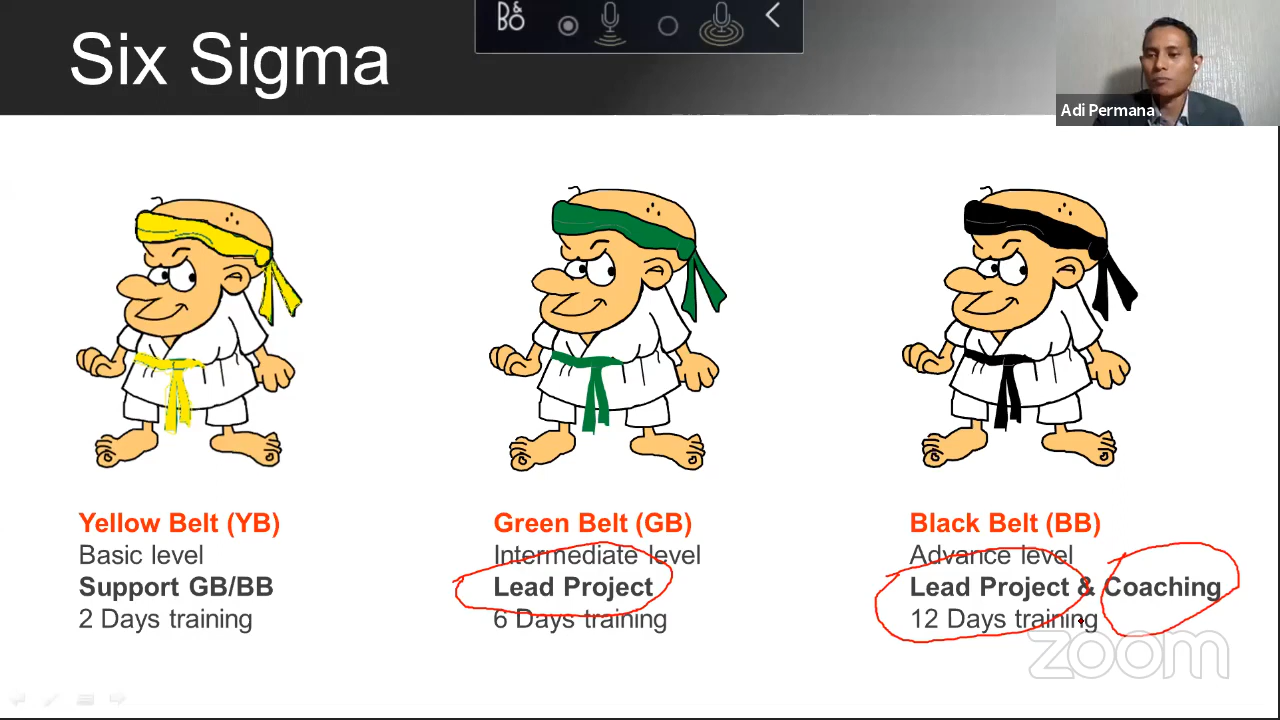 Six Sigma
B&O
Adi Permana
Yellow Belt (YB)
Basic level
Support GB/BB
2 Days training
Green Belt (GB)
Intermediate level
Lead Project
6 Days training
Black Belt (BB)
Advance level
Lead Project & Coaching
12 Days training
zoom